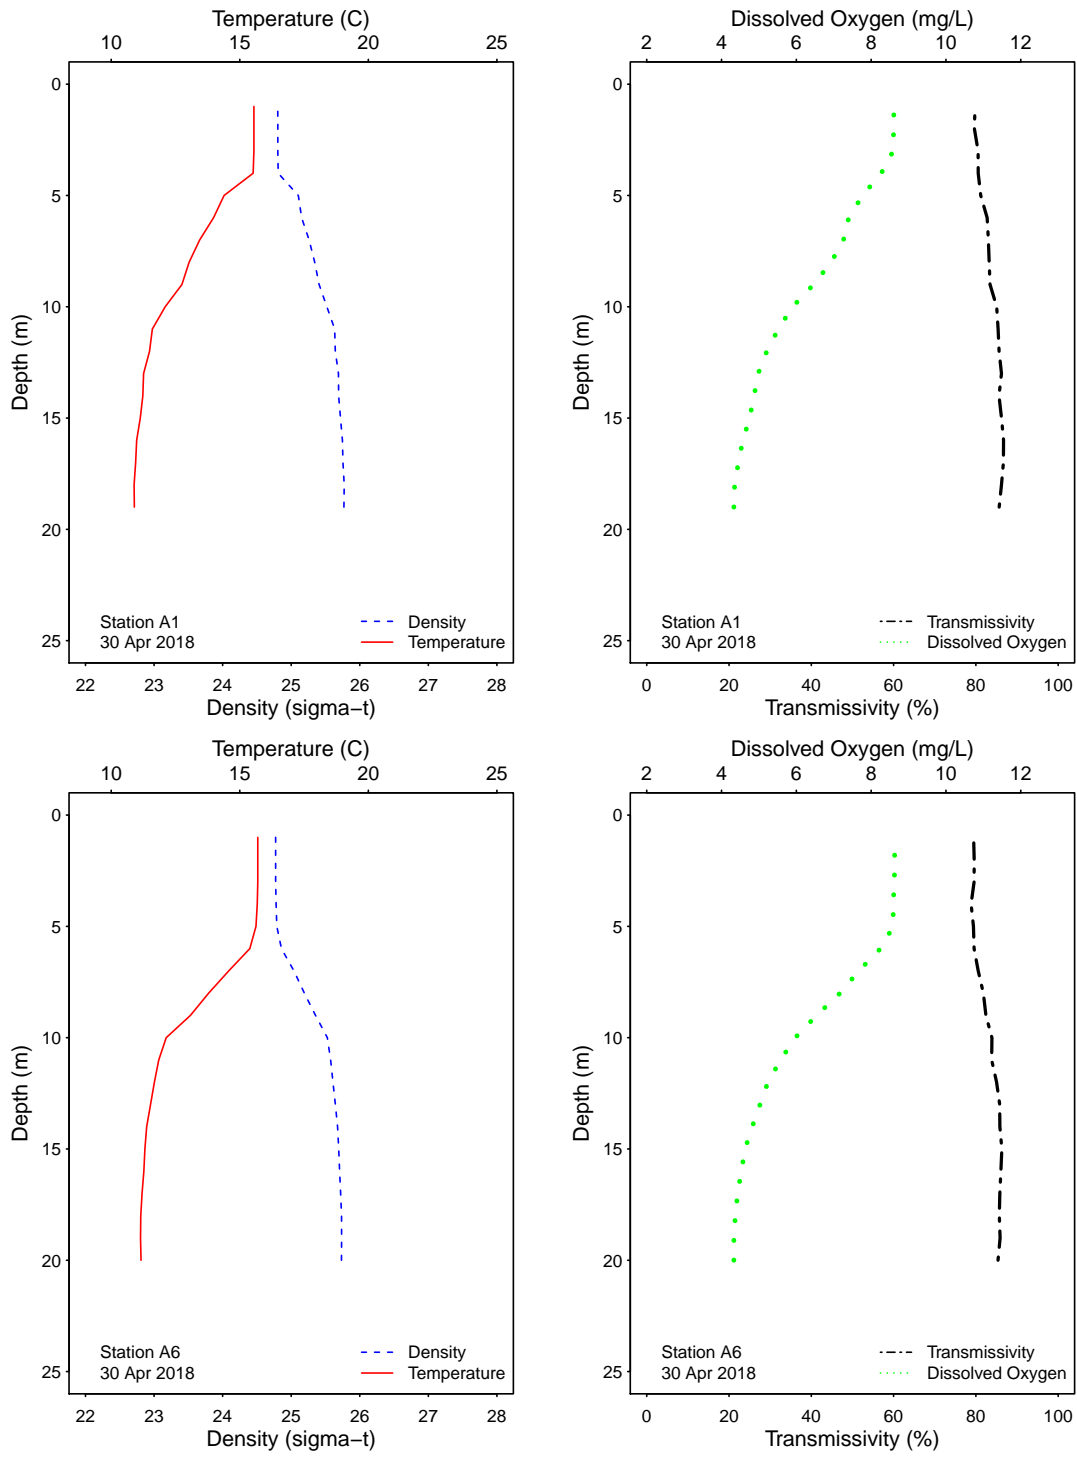 Temperature (C)
10 15 20 25
0
5
10
15
20
25
Depth (m)
Station A1
30 Apr 2018
Density
Temperature
22 23 24 25 26 27 28
Density (sigma−t)
Dissolved Oxygen (mg/L)
2 4 6 8 10 12
0
5
10
15
20
25
Depth (m)
Station A1
30 Apr 2018
Transmissivity
Dissolved Oxygen
0 20 40 60 80 100
Transmissivity (%)
Temperature (C)
10 15 20 25
0
5
10
15
20
25
Depth (m)
Station A6
30 Apr 2018
Density
Temperature
22 23 24 25 26 27 28
Density (sigma−t)
Dissolved Oxygen (mg/L)
2 4 6 8 10 12
0
5
10
15
20
25
Depth (m)
Station A6
30 Apr 2018
Transmissivity
Dissolved Oxygen
0 20 40 60 80 100
Transmissivity (%)